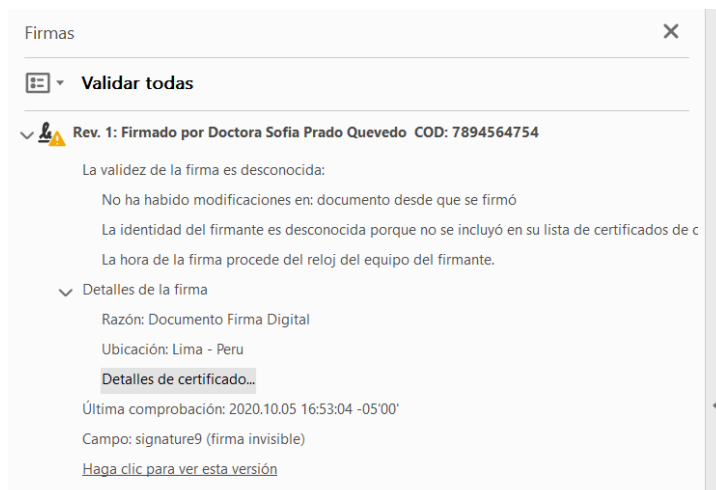 Firmas
Validar todas
Rev. 1: Firmado por Doctora Sofia Prado Quevedo COD: 7894564754
La validez de la firma es desconocida:
No ha habido modificaciones en: documento desde que se firmó
La identidad del firmante es desconocida porque no se incluyó en su lista de certificados de c
La hora de la firma procede del reloj del equipo del firmante.
Detalles de la firma
Razón: Documento Firma Digital
Ubicación: Lima - Peru
Detalles de certificado...
Última comprobación: 2020.10.05 16:53:04 -05'00'
Campo: signature9 (firma invisible)
Haga clic para ver esta versión